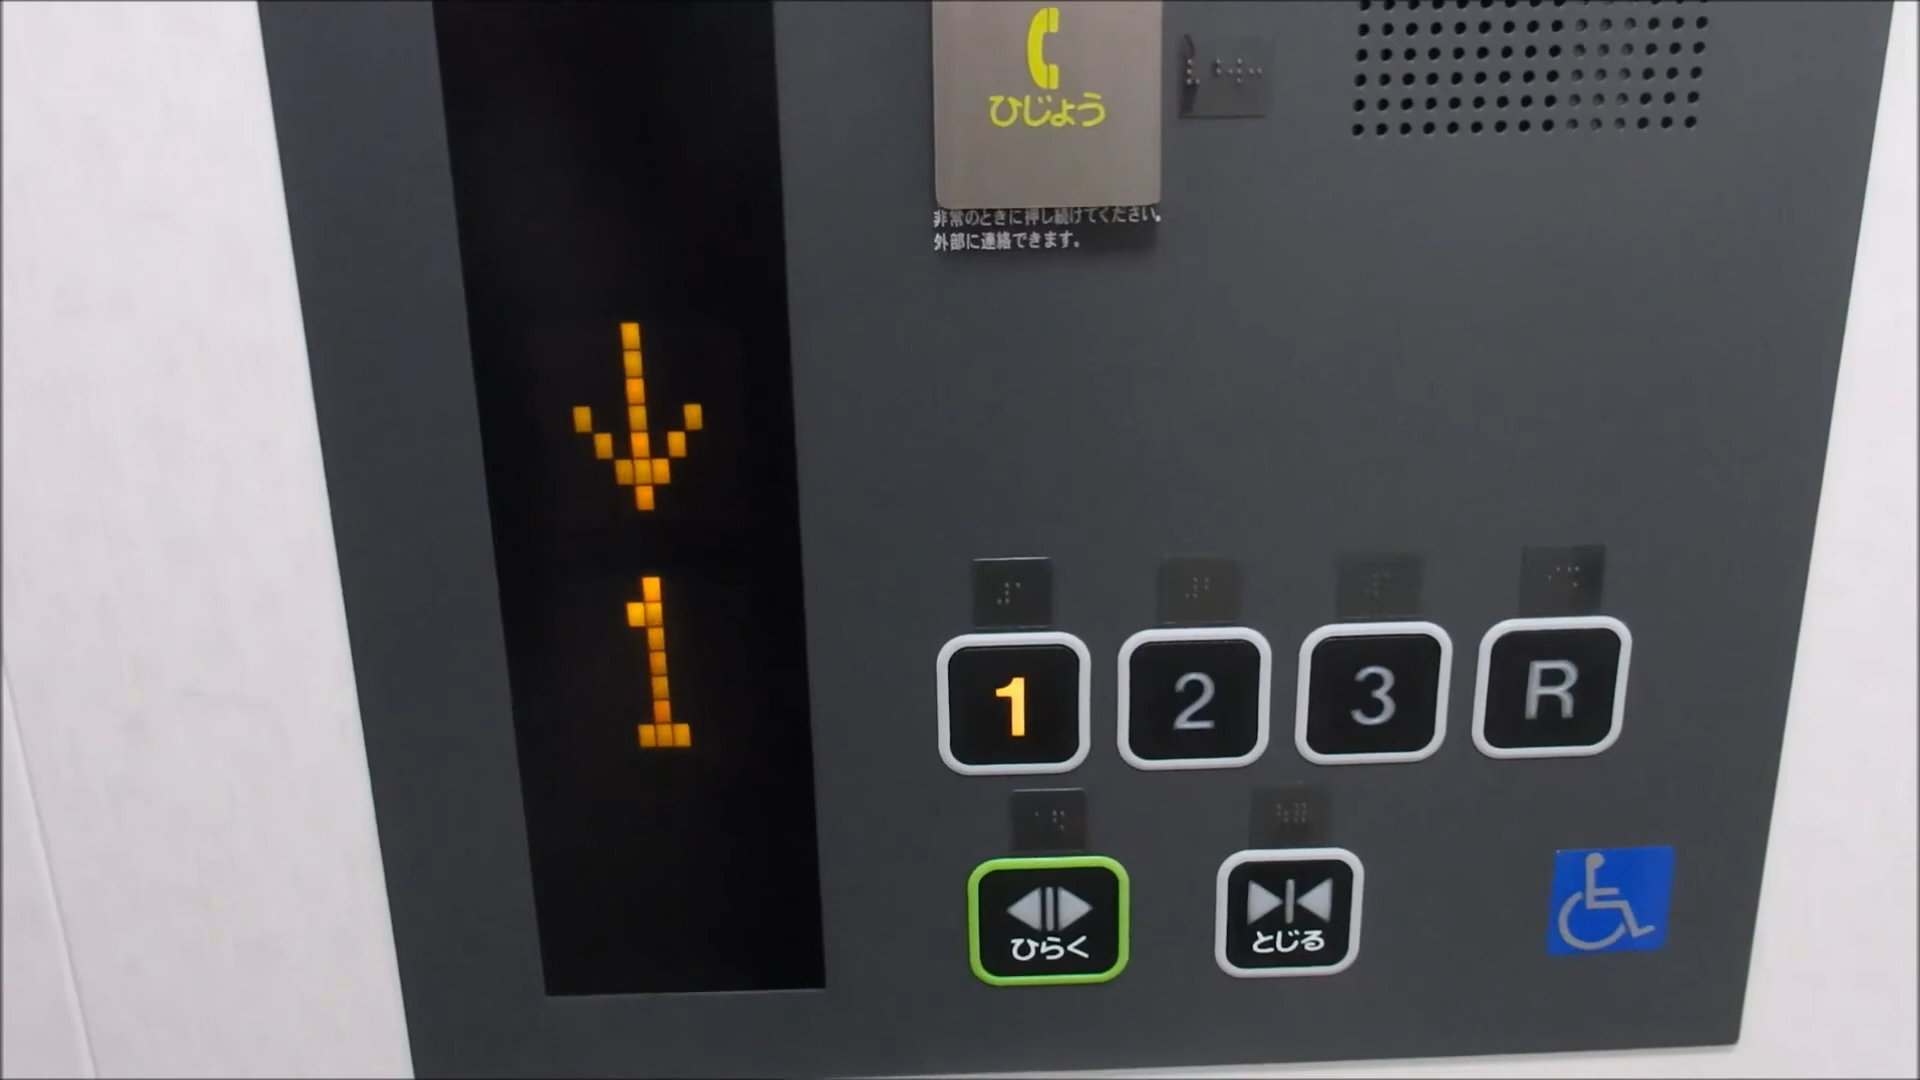 ひじょう
非常のときに押し続けてください。
外部に連絡できます。
1
1 2 3 R
ひらく とじる